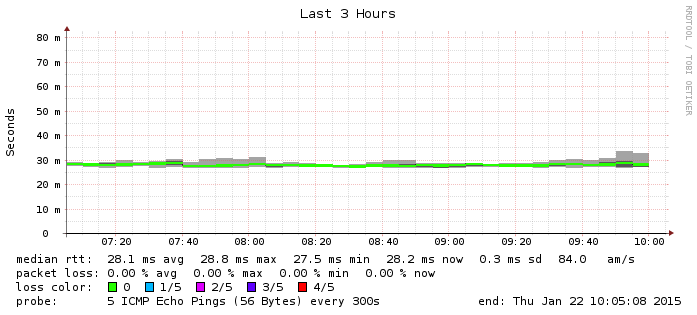 Last 3 Hours
RRDTOOL / TOBI OETIKER
Seconds
80 m
70 m
60 m
50 m
40 m
30 m
20 m
10 m
0
07:20 07:40 08:00 08:20 08:40 09:00 09:20 09:40 10:00
median rtt: 28.1 ms avg 28.8 ms max 27.5 ms min 28.2 ms now 0.3 ms sd 84.0 am/s
packet loss: 0.00 % avg 0.00 % max 0.00 % min 0.00 % now
loss color: 0 1/5 2/5 3/5 4/5
probe: 5 ICMP Echo Pings (56 Bytes) every 300s end: Thu Jan 22 10:05:08 2015